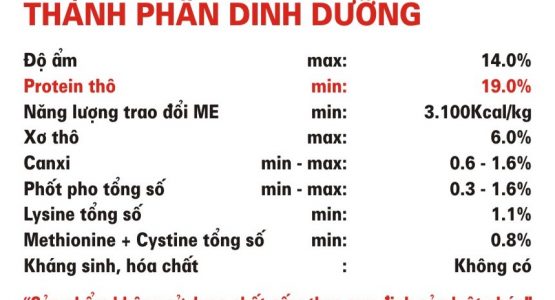 THÀNH PHẦN DINH DƯỠNG
Độ ẩm max: 14.0%
Protein thô min: 19.0%
Năng lượng trao đổi ME min: 3.100Kcal/kg
Xơ thô max: 6.0%
Canxi min - max: 0.6 - 1.6%
Phốt pho tổng số min - max: 0.3 - 1.6%
Lysine tổng số min: 1.1%
Methionine + Cystine tổng số min: 0.8%
Kháng sinh, hóa chất : Không có